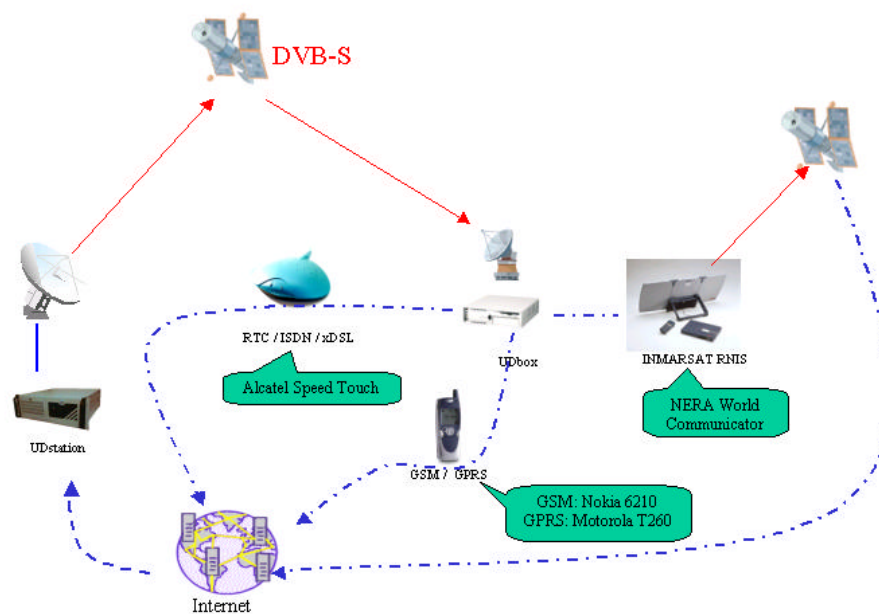 DVB-S
RTC / ISDN / xDSL
UDbox
INMARSAT RNIS
Alcatel Speed Touch
NERA World
Communicator
UDstation
GSM / GPRS
GSM: Nokia 6210
GPRS: Motorola T260
Internet